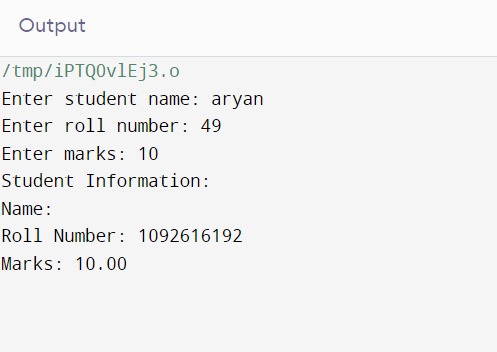 Output
/tmp/iPTQOvlEj3.o
Enter student name: aryan
Enter roll number: 49
Enter marks: 10
Student Information:
Name:
Roll Number: 1092616192
Marks: 10.00